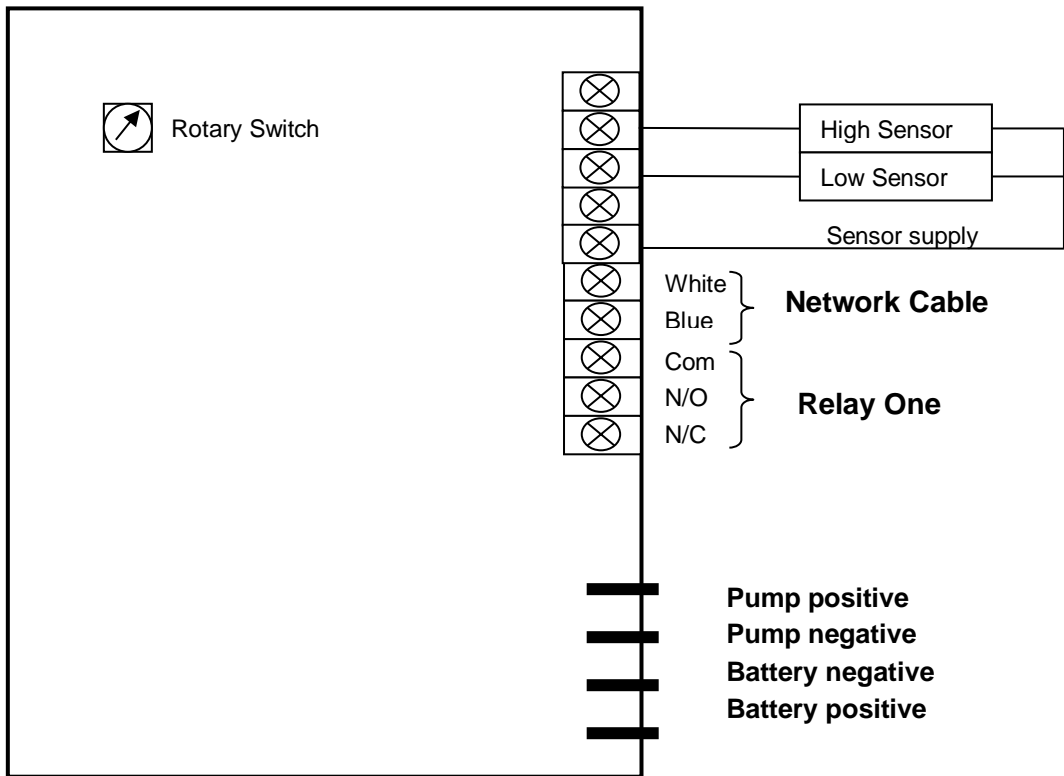 Rotary Switch
High Sensor
Low Sensor
Sensor supply
White
Blue
Network Cable
Com
N/O
N/C
Relay One
Pump positive
Pump negative
Battery negative
Battery positive